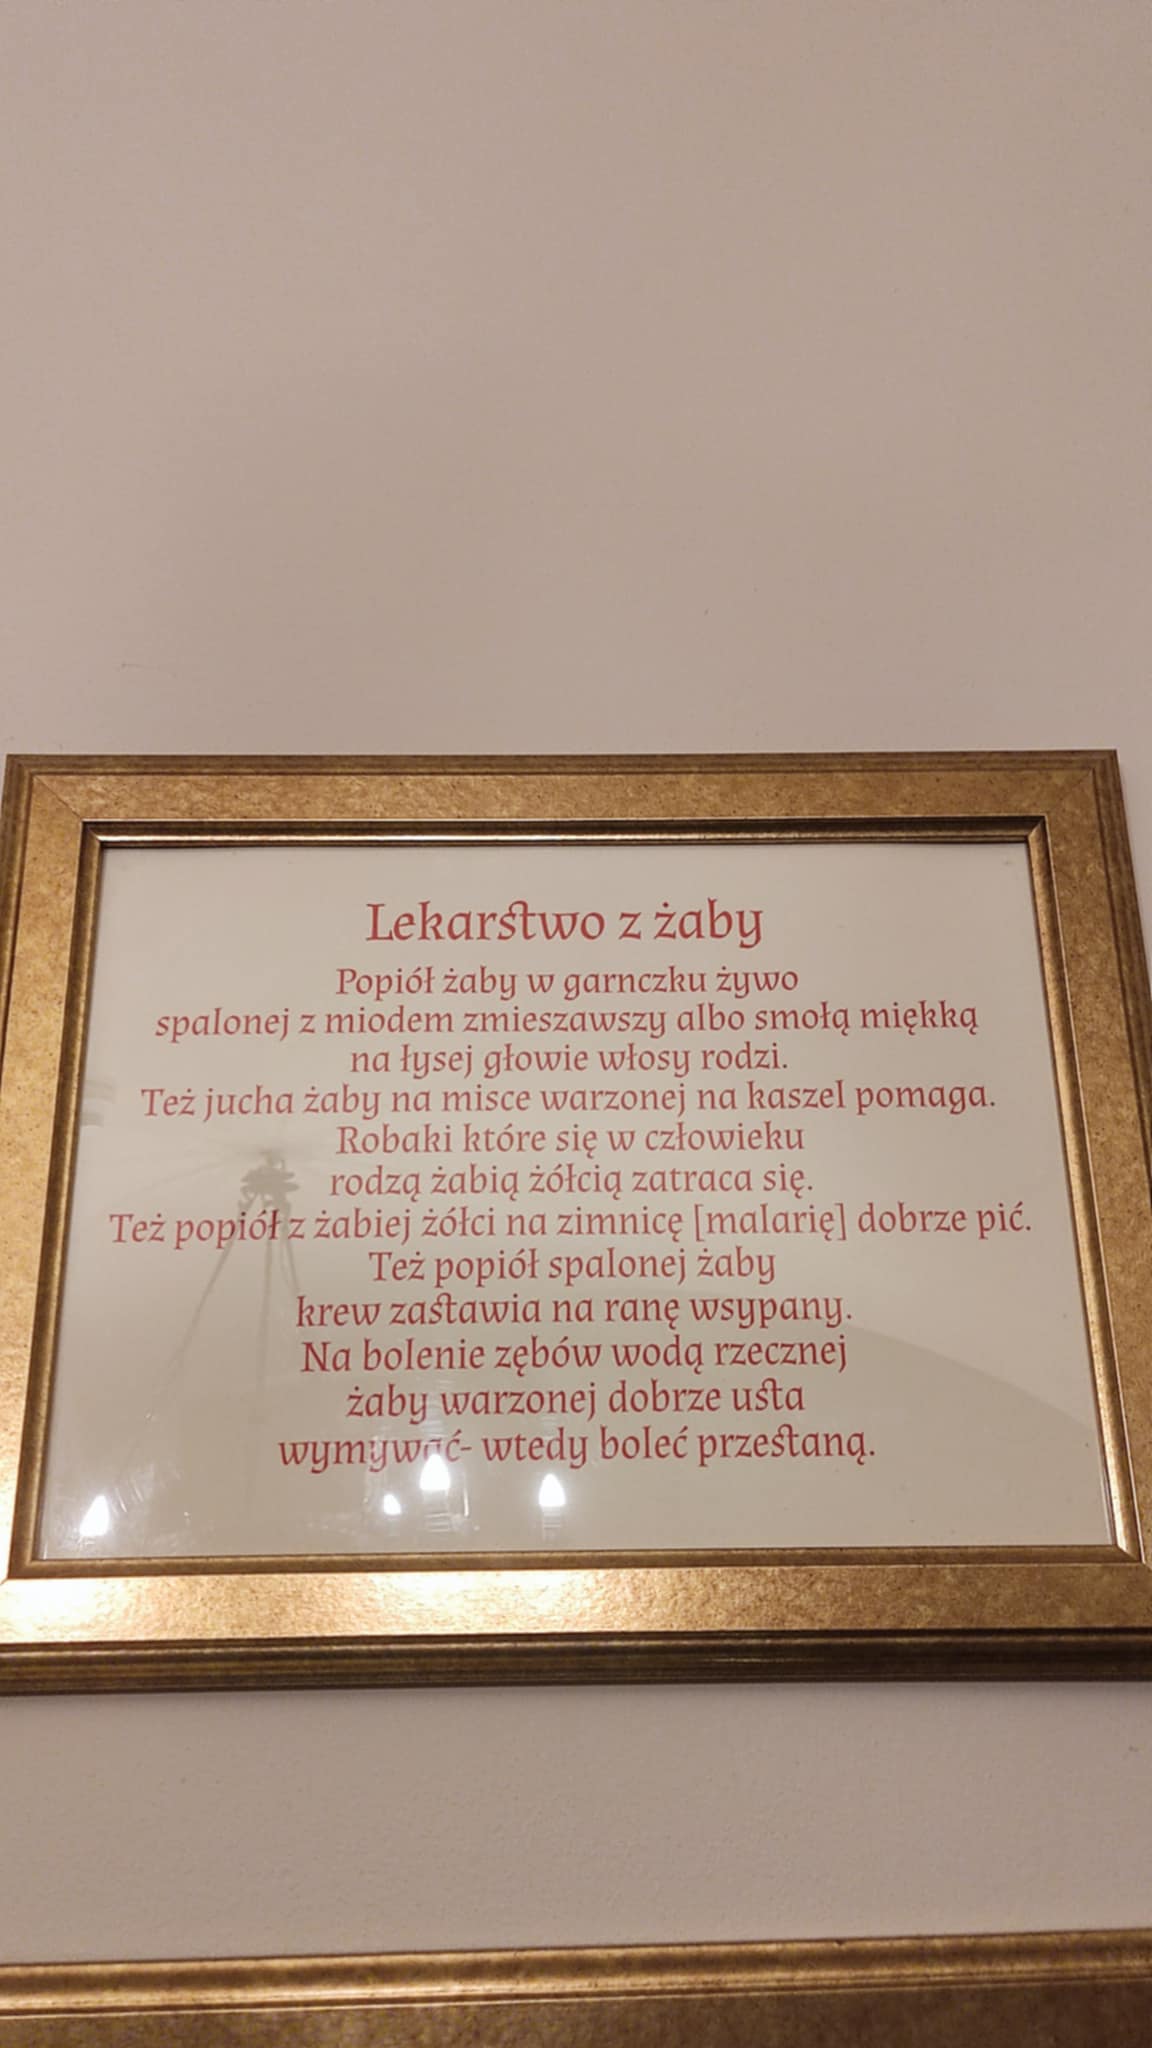 Lekarstwo z żaby
Popiół żaby w garnczku żywo
spalonej z miodem zmieszawszy albo smołą miękką
na łysej głowie włosy rodzi.
Też jucha żaby na misce warzonej na kaszel pomaga.
Robaki które się w człowieku
rodzą żabią żółcią zatraca się.
Też popiół z żabiej żółci na zimnicę [malarię] dobrze pić.
Też popiół spalonej żaby
krew zastawia na ranę wsypany.
Na bolenie zębów wodą rzecznej
żaby warzonej dobrze usta
wymywać- wtedy boleć przestaną.